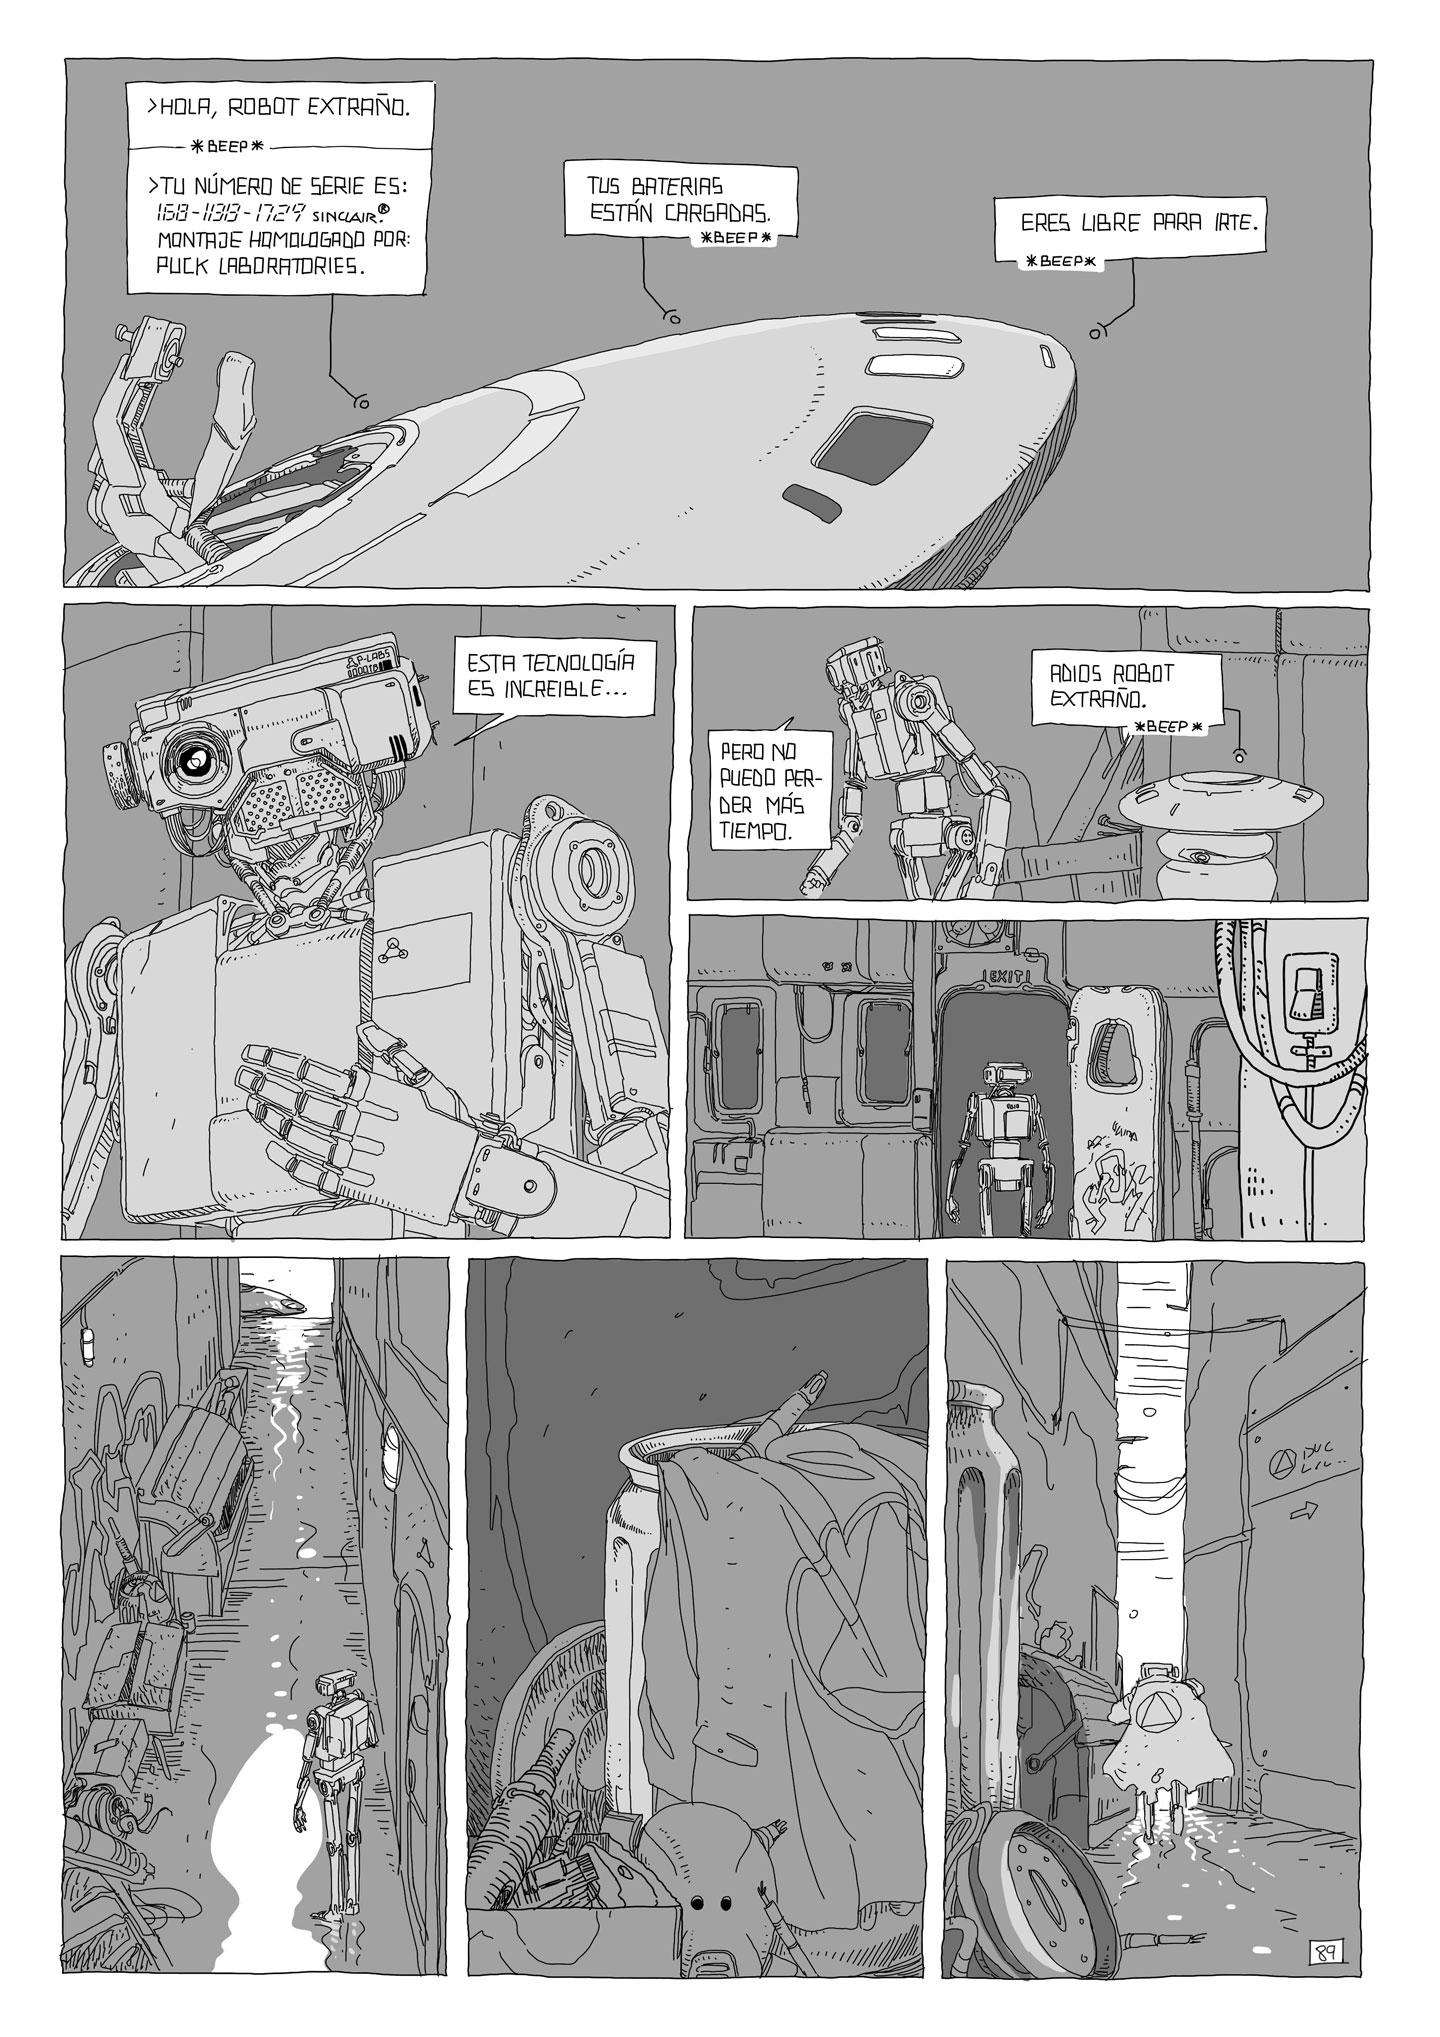 >HOLA, ROBOT EXTRAÑO.
*BEEP*
>TU NÚMERO DE SERIE ES:
168-1138-1729 SINCLAIR.®
MONTAJE HOMOLOGADO POR:
PUCK LABORATORIES.
TUS BATERIAS
ESTÁN CARGADAS.
*BEEP*
ERES LIBRE PARA IRTE.
*BEEP*
P-LABS
ESTA TECNOLOGÍA
ES INCREIBLE...
PERO NO
PUEDO PER-
DER MÁS
TIEMPO.
ADIOS ROBOT
EXTRAÑO.
*BEEP*
EXIT
89